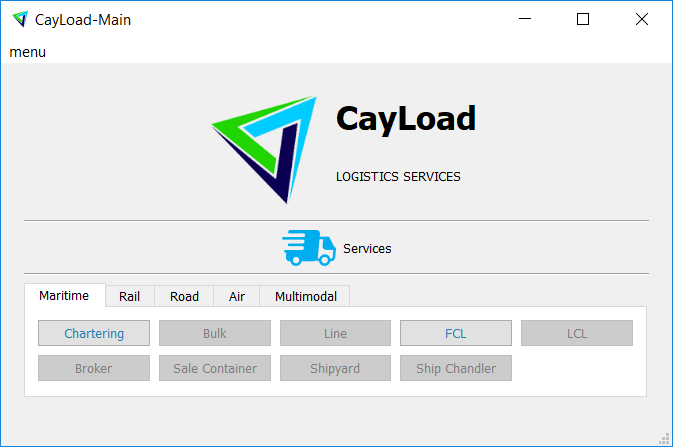 CayLoad-Main
menu
CayLoad
LOGISTICS SERVICES
Services
Maritime Rail Road Air Multimodal
Chartering Bulk Line FCL LCL
Broker Sale Container Shipyard Ship Chandler